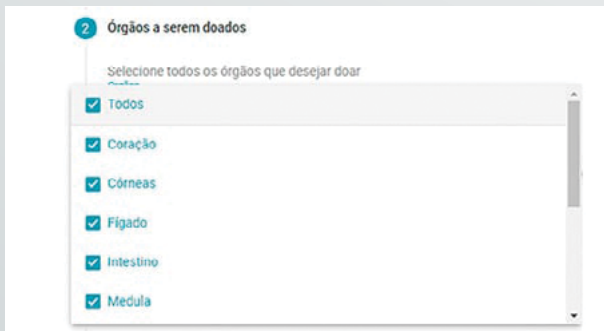 2 Órgãos a serem doados
Selecione todos os órgãos que desejar doar
Todos
Coração
Córneas
Fígado
Intestino
Medula